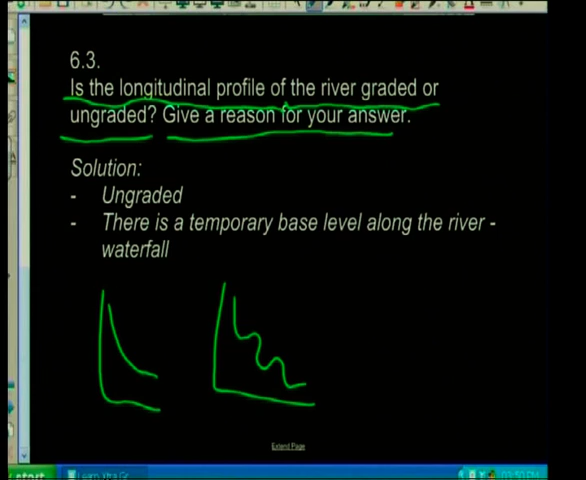 6.3.
Is the longitudinal profile of the river graded or
ungraded? Give a reason for your answer.
Solution:
- Ungraded
- There is a temporary base level along the river -
waterfall
Extend Page
start